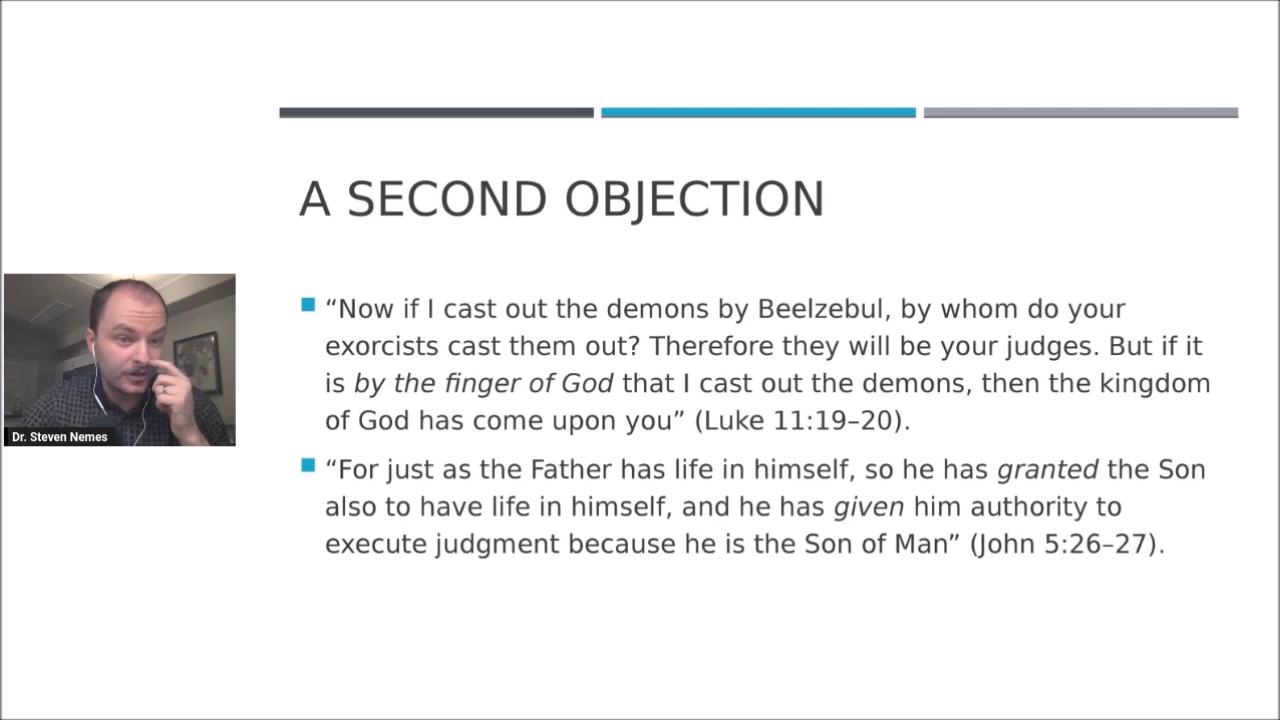 A SECOND OBJECTION
“Now if I cast out the demons by Beelzebul, by whom do your
exorcists cast them out? Therefore they will be your judges. But if it
is by the finger of God that I cast out the demons, then the kingdom
of God has come upon you” (Luke 11:19–20).
“For just as the Father has life in himself, so he has granted the Son
also to have life in himself, and he has given him authority to
execute judgment because he is the Son of Man” (John 5:26–27).
Dr. Steven Nemes